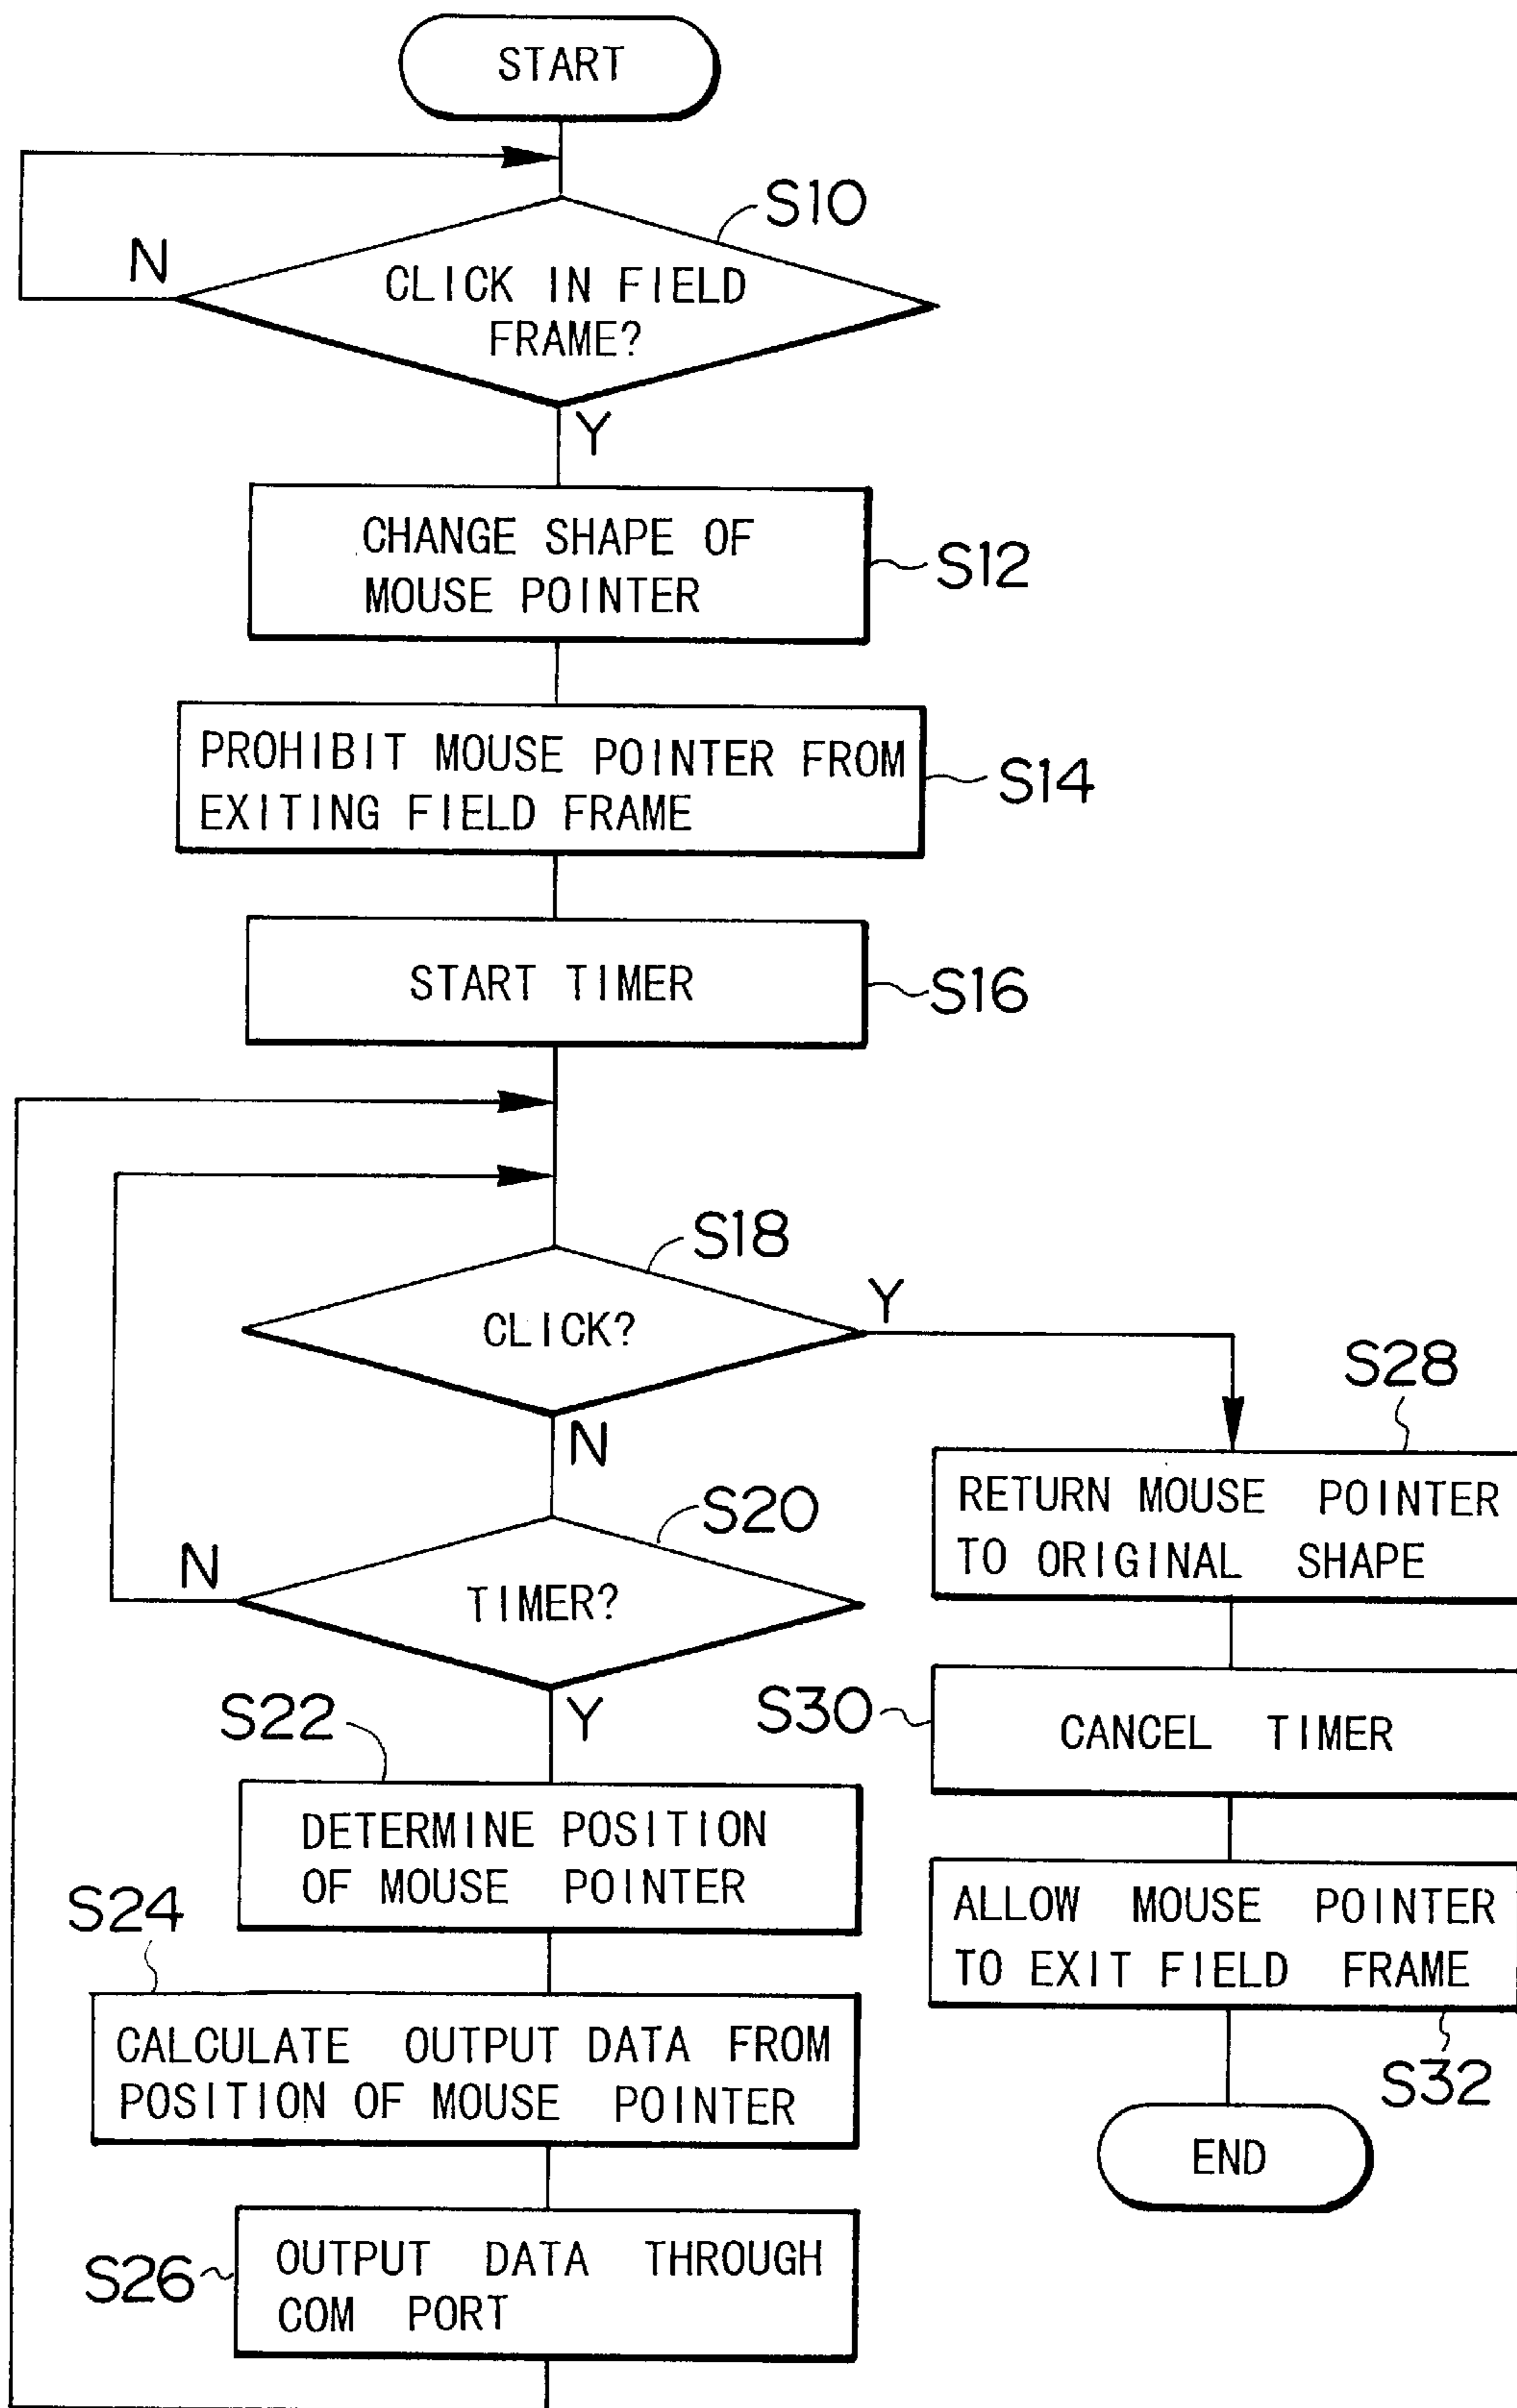 START
S10
N
CLICK IN FIELD
FRAME?
Y
CHANGE SHAPE OF
MOUSE POINTER
S12
PROHIBIT MOUSE POINTER FROM
EXITING FIELD FRAME
S14
START TIMER
S16
S18
CLICK?
Y
N
S20
N
TIMER?
Y
S22
DETERMINE POSITION
OF MOUSE POINTER
S24
CALCULATE OUTPUT DATA FROM
POSITION OF MOUSE POINTER
S26
OUTPUT DATA THROUGH
COM PORT
S28
RETURN MOUSE POINTER
TO ORIGINAL SHAPE
S30
CANCEL TIMER
ALLOW MOUSE POINTER
TO EXIT FIELD FRAME
S32
END